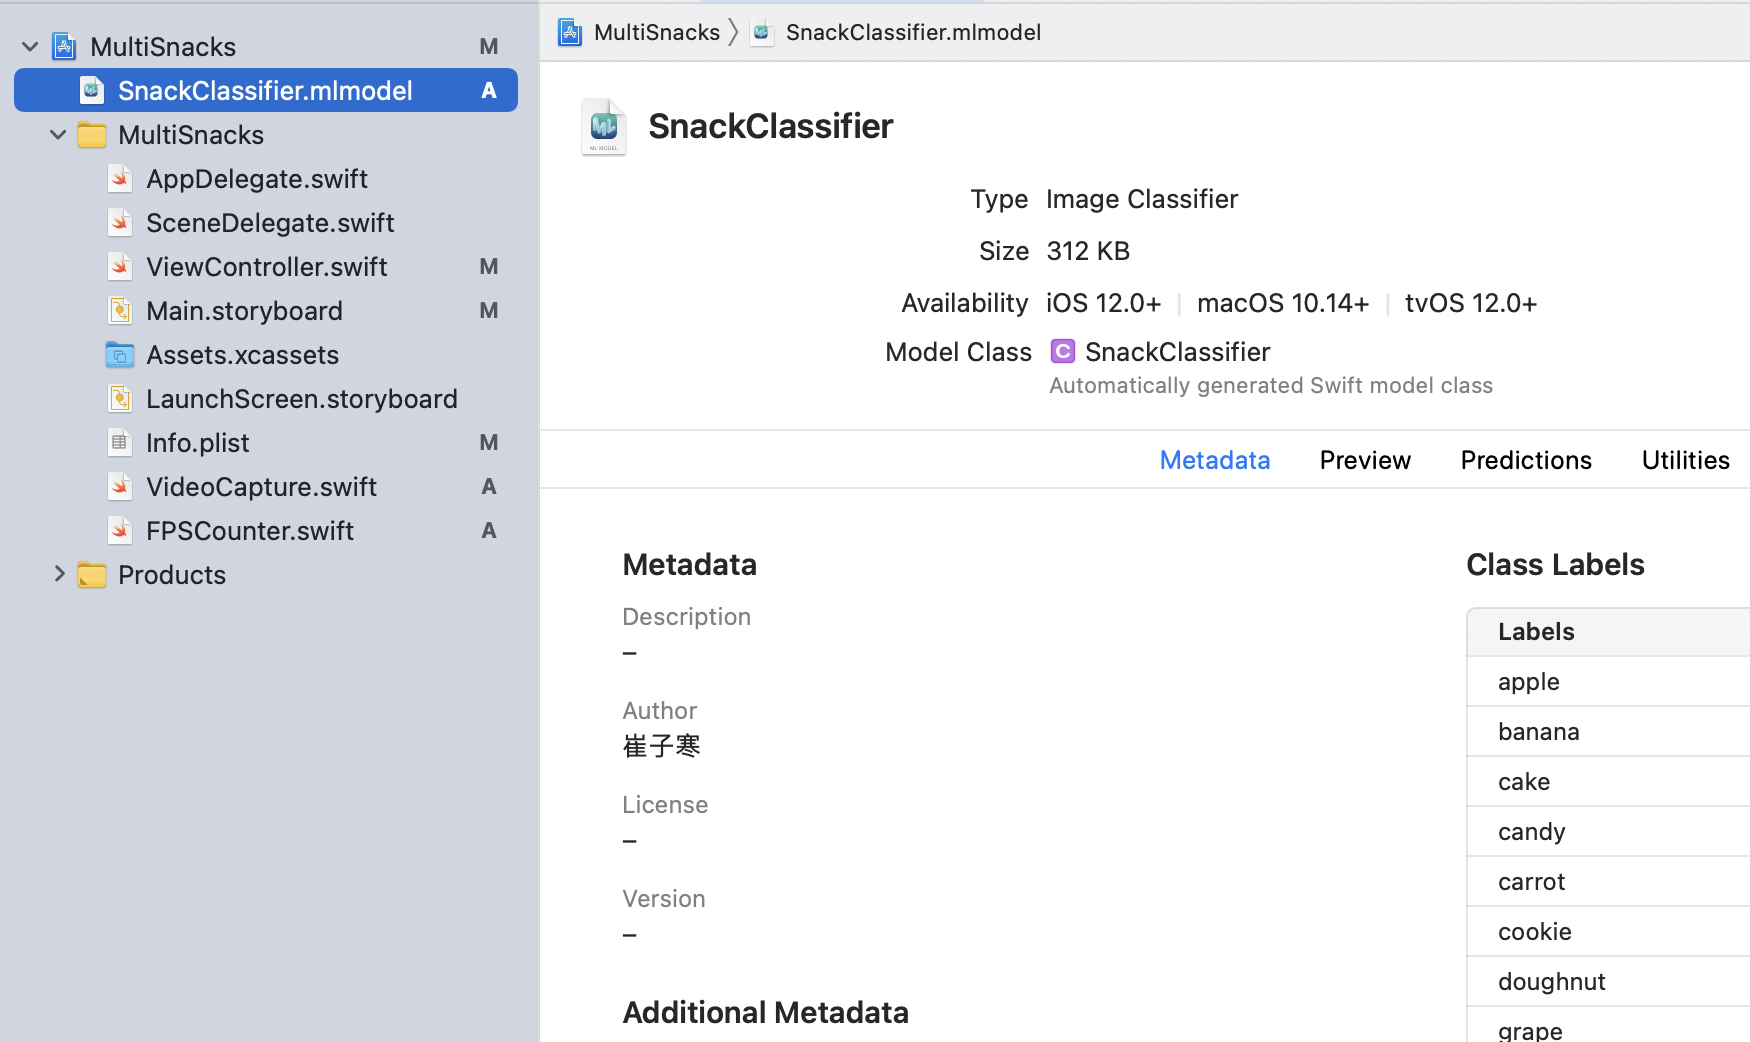 MultiSnacks M
SnackClassifier.mlmodel A
MultiSnacks
AppDelegate.swift
SceneDelegate.swift
ViewController.swift M
Main.storyboard M
Assets.xcassets
LaunchScreen.storyboard
Info.plist M
VideoCapture.swift A
FPSCounter.swift A
Products
MultiSnacks SnackClassifier.mlmodel
ML
ML MODEL
SnackClassifier
Type Image Classifier
Size 312 KB
Availability iOS 12.0+ | macOS 10.14+ | tvOS 12.0+
Model Class C SnackClassifier
Automatically generated Swift model class
Metadata Preview Predictions Utilities
Metadata
Description
–
Author
崔子寒
License
–
Version
–
Additional Metadata
Class Labels
Labels
apple
banana
cake
candy
carrot
cookie
doughnut
grape